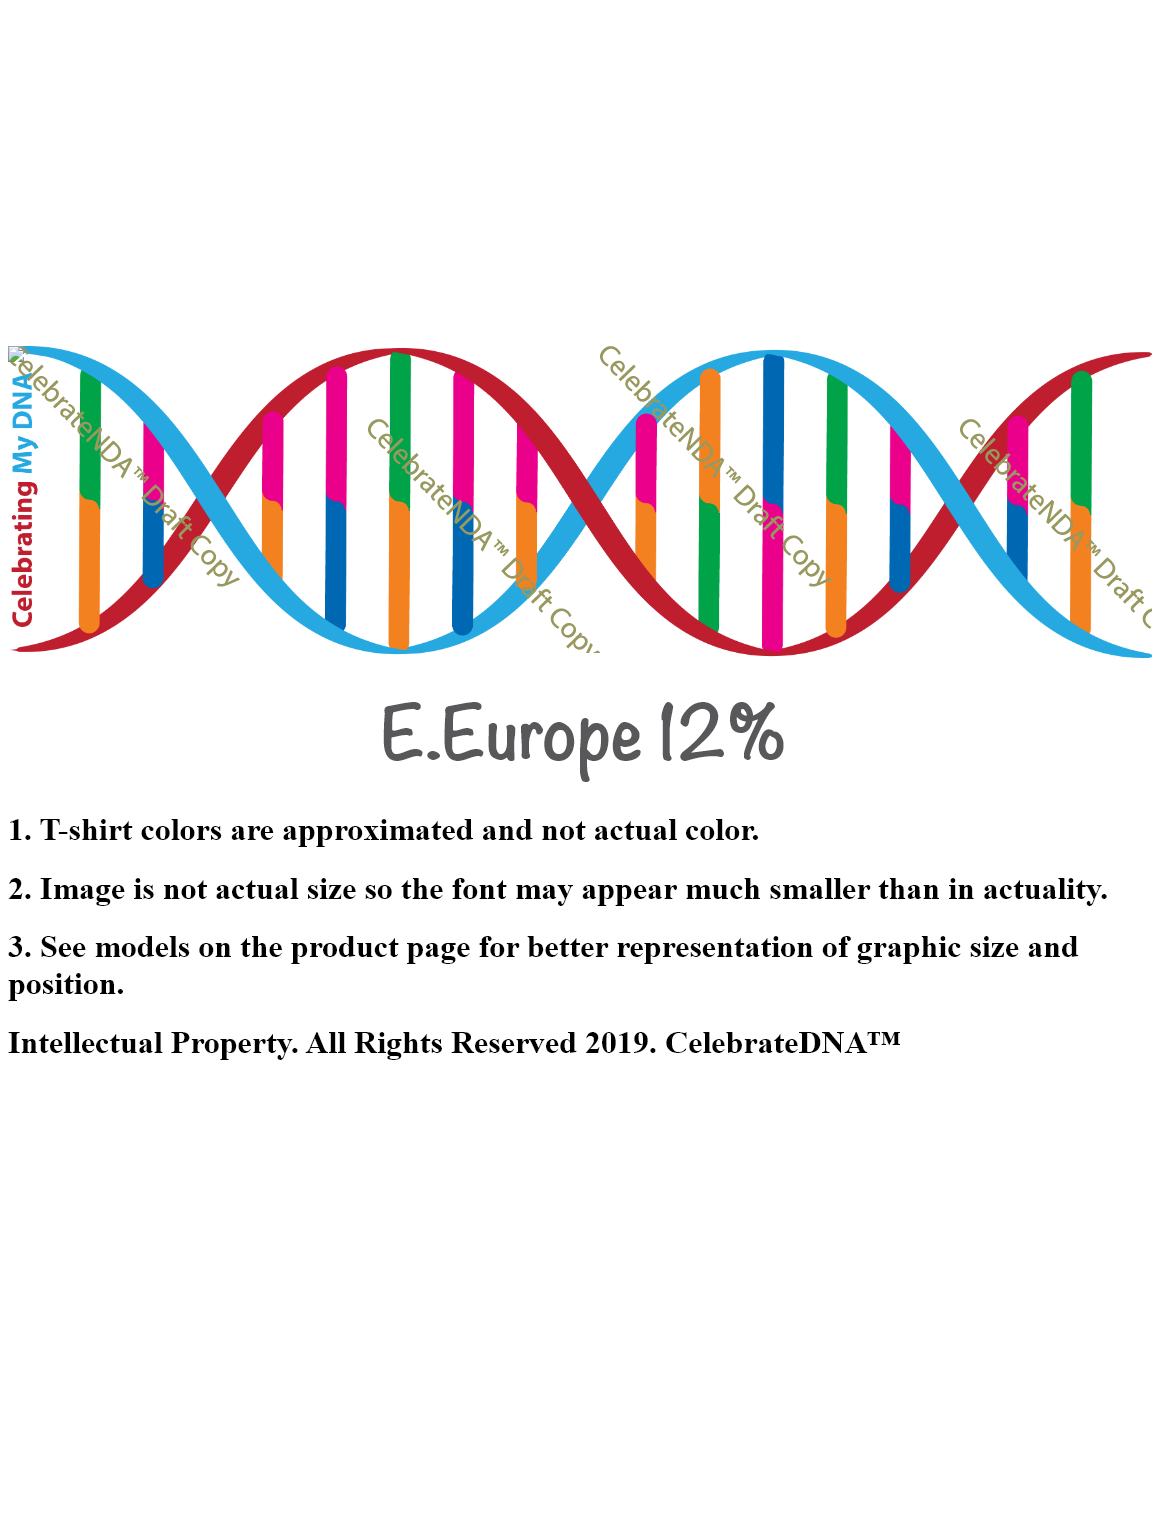 Celebrating My DNA
CelebrateNDA™ Draft Copy
CelebrateNDA™ Draft Copy
CelebrateNDA™ Draft Copy
CelebrateNDA™ Draft C
E.Europe 12%
1. T-shirt colors are approximated and not actual color.
2. Image is not actual size so the font may appear much smaller than in actuality.
3. See models on the product page for better representation of graphic size and
position.
Intellectual Property. All Rights Reserved 2019. CelebrateDNA™